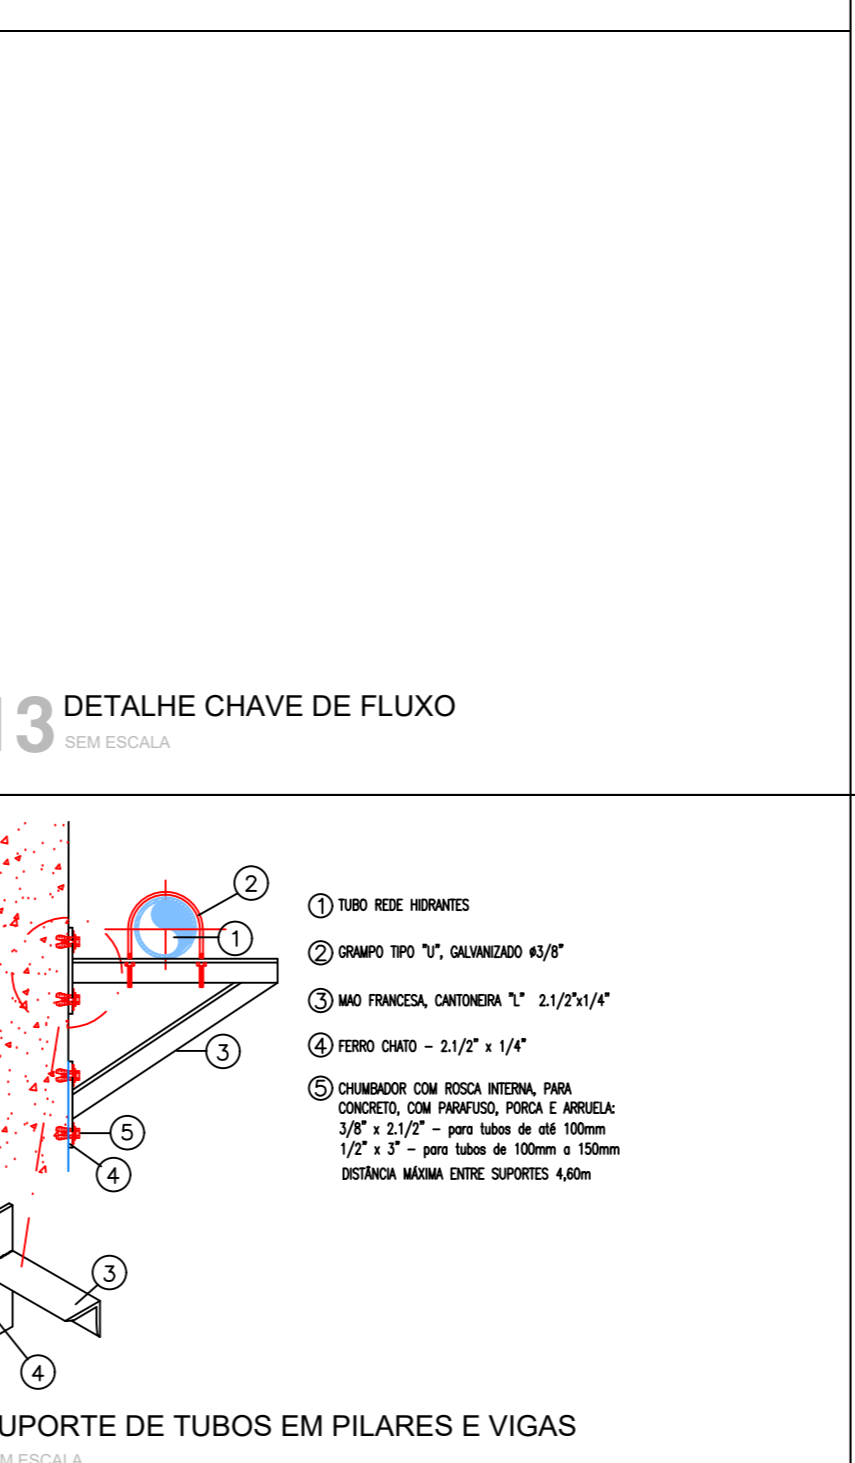 13 DETALHE CHAVE DE FLUXO
SEM ESCALA
2
1
3
5
4
3
4
1 TUBO REDE HIDRANTES
2 GRAMPO TIPO "U", GALVANIZADO ø3/8"
3 MAO FRANCESA, CANTONEIRA "L" 2.1/2"x1/4"
4 FERRO CHATO - 2.1/2" x 1/4"
5 CHUMBADOR COM ROSCA INTERNA, PARA
CONCRETO, COM PARAFUSO, PORCA E ARRUELA:
3/8" x 2.1/2" - para tubos de até 100mm
1/2" x 3" - para tubos de 100mm a 150mm
DISTÂNCIA MÁXIMA ENTRE SUPORTES 4,60m
UPORTE DE TUBOS EM PILARES E VIGAS
M ESCALA